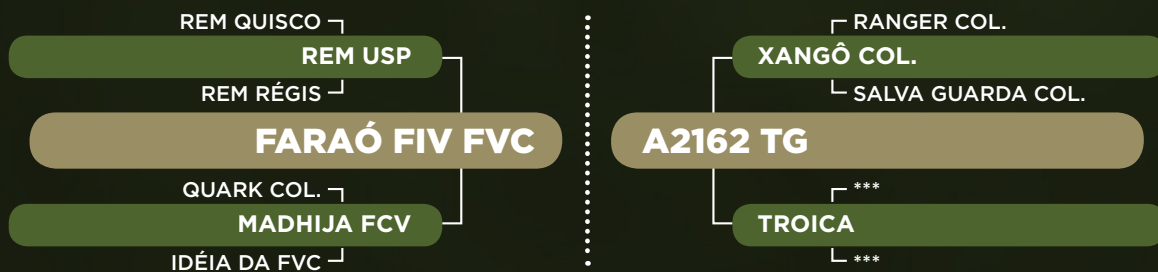 REM QUISCO
REM USP
REM RÉGIS
FARAÓ FIV FVC
QUARK COL.
MADHIJA FCV
IDÉIA DA FVC
RANGER COL.
XANGÔ COL.
SALVA GUARDA COL.
A2162 TG
***
TROICA
***